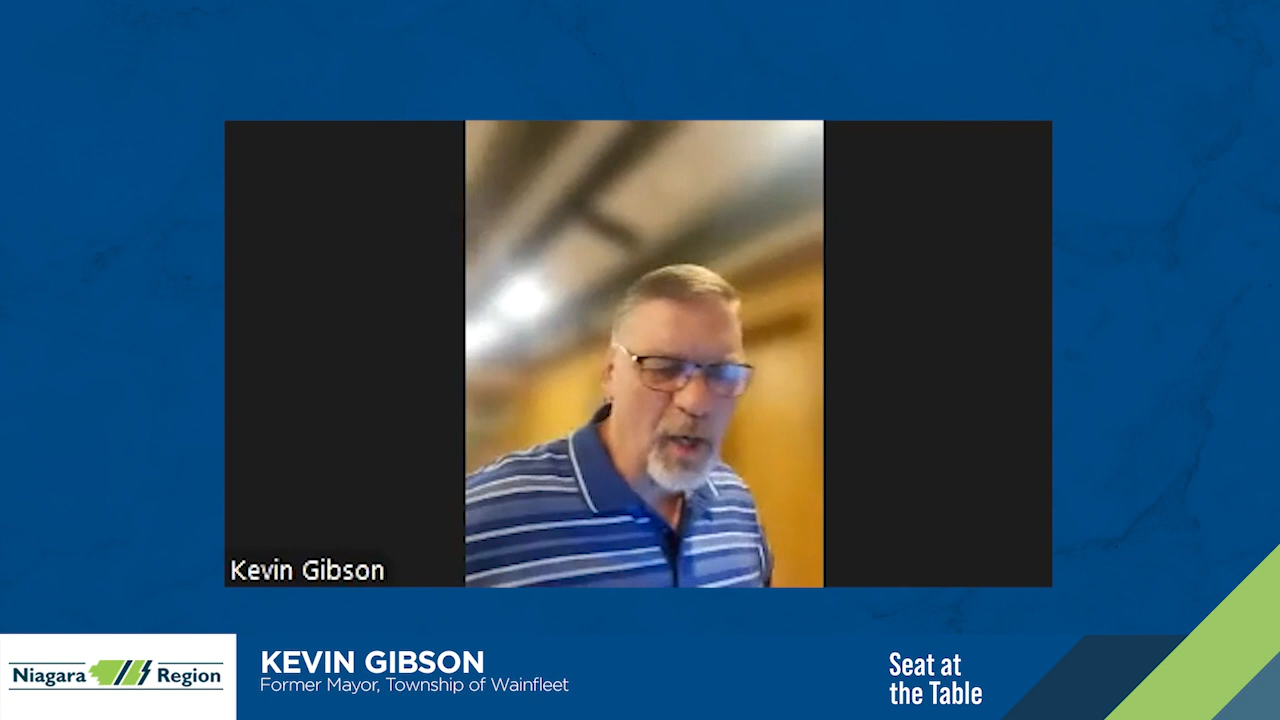 Kevin Gibson
Niagara Region
KEVIN GIBSON
Former Mayor, Township of Wainfleet
Seat at
the Table